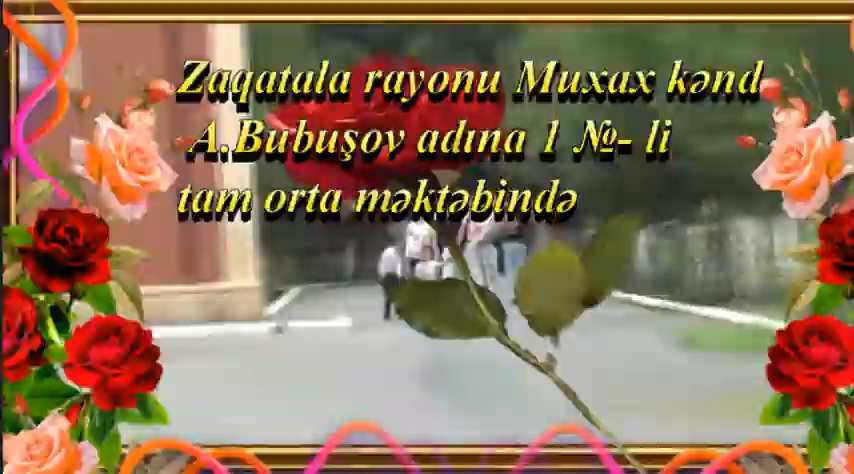 Zaqatala rayonu Muxax kənd
A.Bubuşov adına 1 №- li
tam orta məktəbində